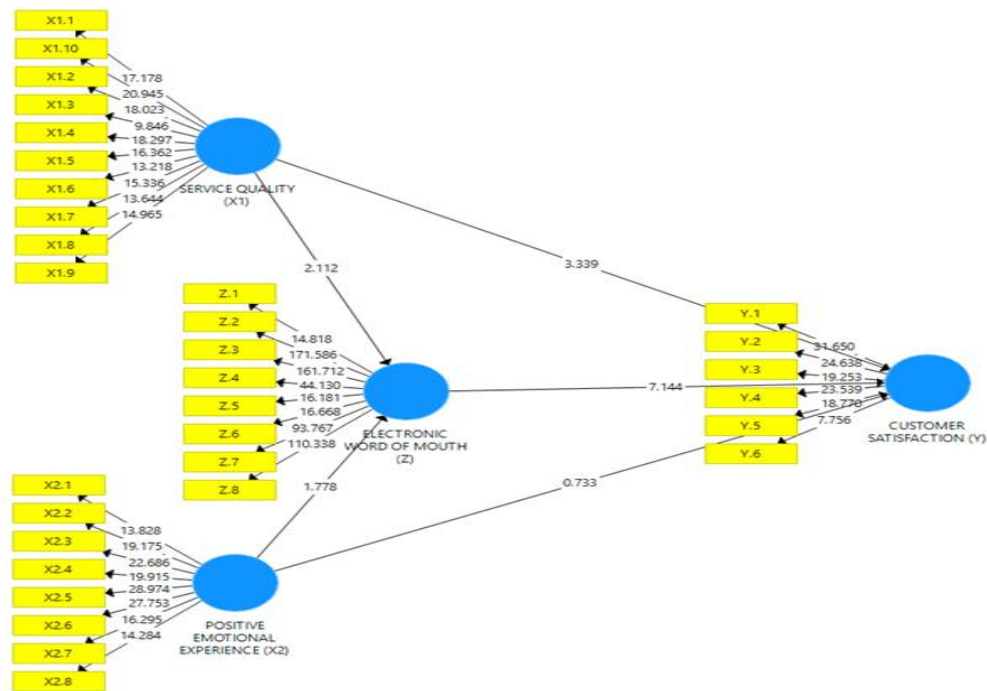 X1.1
X1.10
X1.2
X1.3
X1.4
X1.5
X1.6
X1.7
X1.8
X1.9
17.178
20.945
18.023
9.846
18.297
16.362
13.218
15.336
13.644
14.965
SERVICE QUALITY
(X1)
2.112
3.339
Z.1
Z.2
Z.3
Z.4
Z.5
Z.6
Z.7
Z.8
14.818
171.586
161.712
44.130
16.181
16.668
93.767
110.338
ELECTRONIC
WORD OF MOUTH
(Z)
7.144
1.778
0.733
Y.1
Y.2
Y.3
Y.4
Y.5
Y.6
31.650
24.638
19.253
23.539
18.770
7.756
CUSTOMER
SATISFACTION (Y)
X2.1
X2.2
X2.3
X2.4
X2.5
X2.6
X2.7
X2.8
13.828
19.175
22.686
19.915
28.974
27.753
16.295
14.284
POSITIVE
EMOTIONAL
EXPERIENCE (X2)